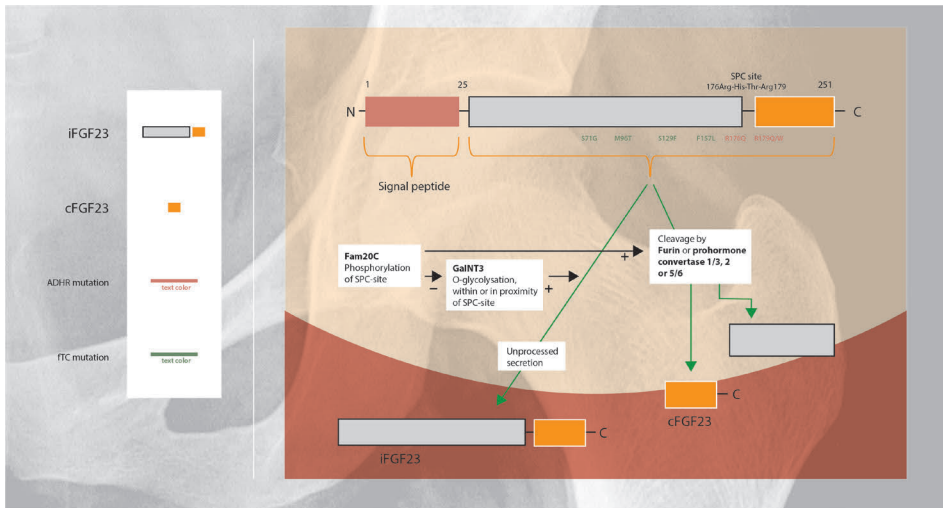 iFGF23
cFGF23
ADHR mutation
text color
fTC mutation
text color
SPC site
176Arg-His-Thr-Arg179
1
25
251
N
C
S71G M96T S129F F157L R176Q R179Q/W
Signal peptide
Fam20C
Phosphorylation
of SPC-site
+
−
GalNT3
O-glycolysation,
within or in proximity
of SPC-site
+
Cleavage by
Furin or prohormone
convertase 1/3, 2
or 5/6
Unprocessed
secretion
C
cFGF23
C
iFGF23